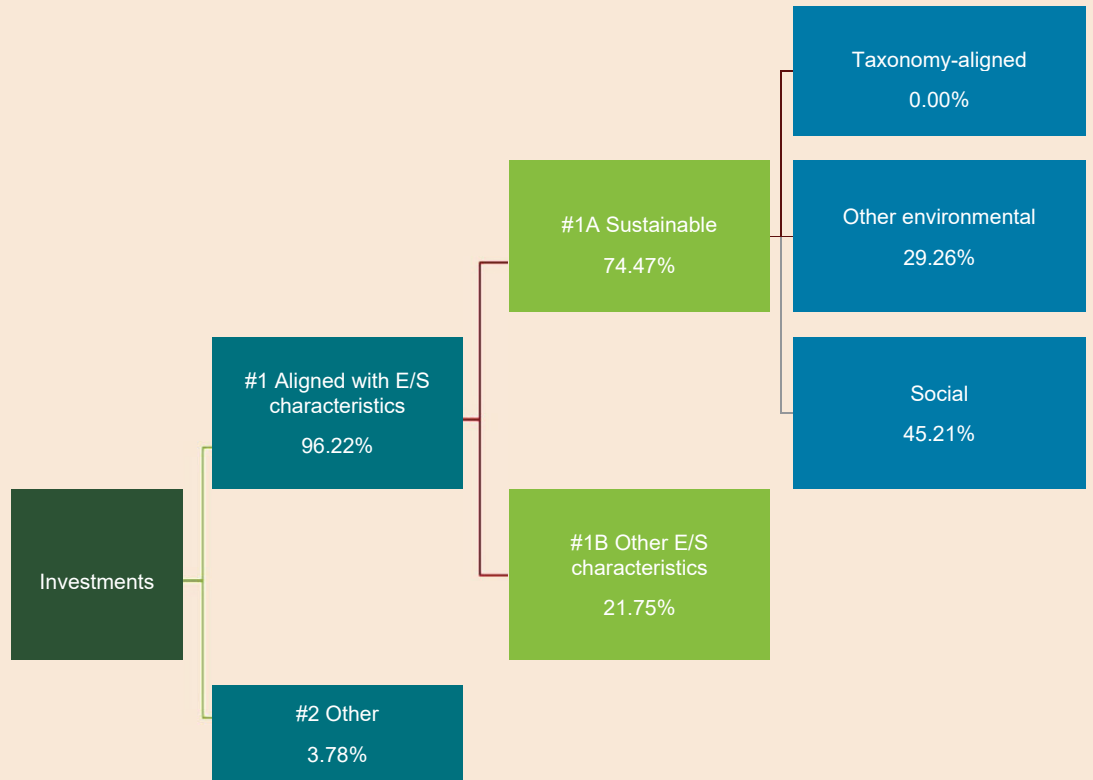 Taxonomy-aligned
0.00%
#1A Sustainable
74.47%
Other environmental
29.26%
#1 Aligned with E/S
characteristics
96.22%
Social
45.21%
Investments
#1B Other E/S
characteristics
21.75%
#2 Other
3.78%